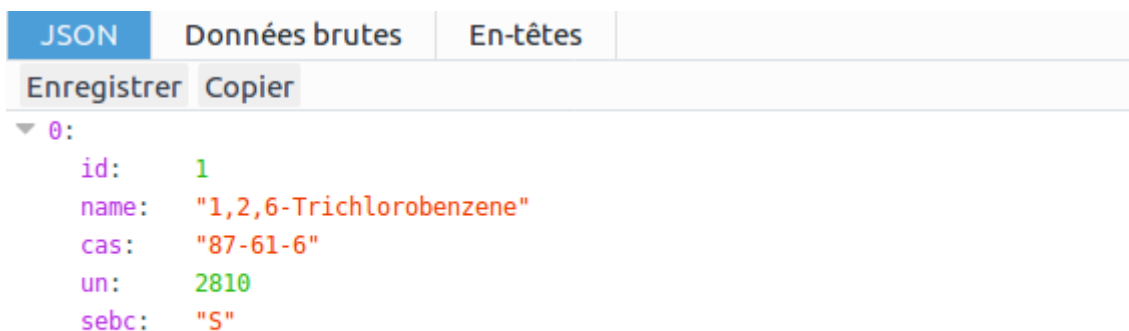 JSON Données brutes En-têtes
Enregistrer Copier
0:
id: 1
name: "1,2,6-Trichlorobenzene"
cas: "87-61-6"
un: 2810
sebc: "S"